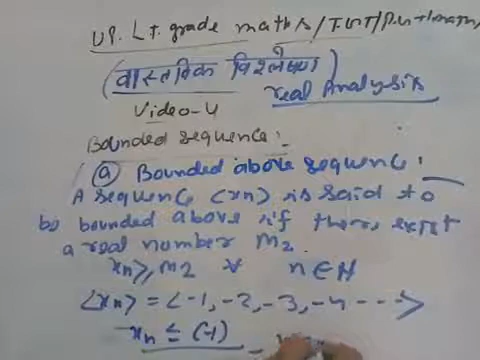 UP. LT. grade maths / T.G.T / P.G.T
(वास्तविक विश्लेषण)
real Analysis
Video-4
Bounded sequence:
(a) Bounded above sequence:
A sequence (xn) is said to
be bounded above if there exist
a real number M2.
xn ≥, M2 ∀ n ∈ N
<xn> = <-1, -2, -3, -4 ---->
xn ≤ (-1)